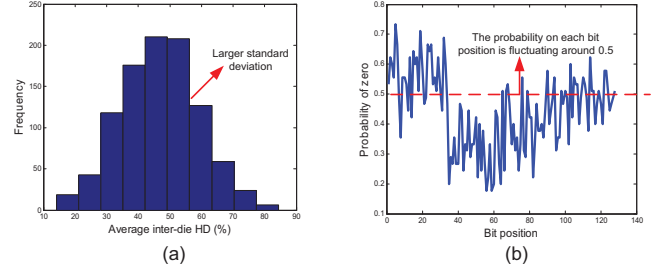 250
200
150
100
50
0
Frequency
10 20 30 40 50 60 70 80 90
Average inter-die HD (%)
Larger standard
deviation
(a)
0.8
0.7
0.6
0.5
0.4
0.3
0.2
0.1
Probability of zero
0 20 40 60 80 100 120 140
Bit position
The probability on each bit
position is fluctuating around 0.5
(b)